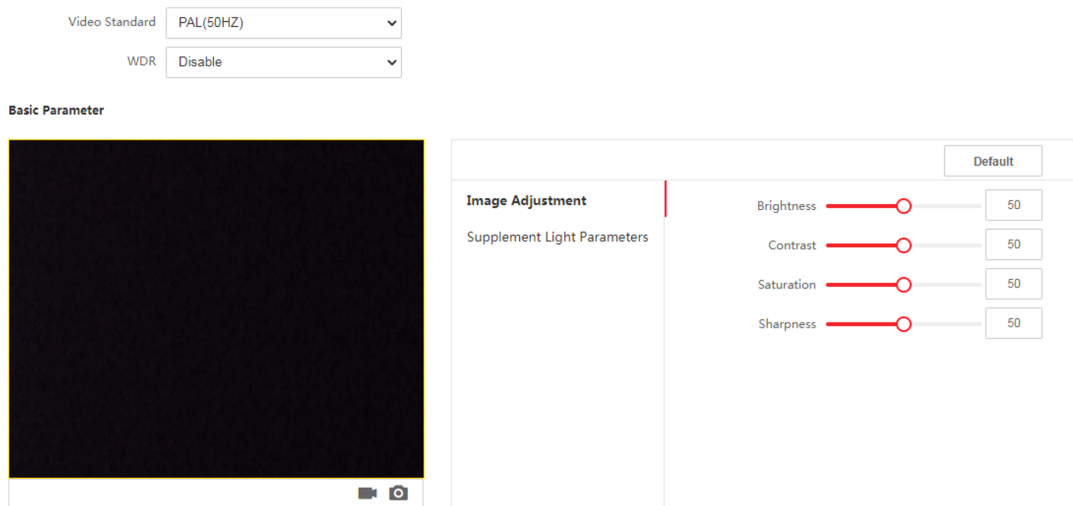 Video Standard PAL(50HZ)
WDR Disable
Basic Parameter
Default
Image Adjustment
Supplement Light Parameters
Brightness 50
Contrast 50
Saturation 50
Sharpness 50